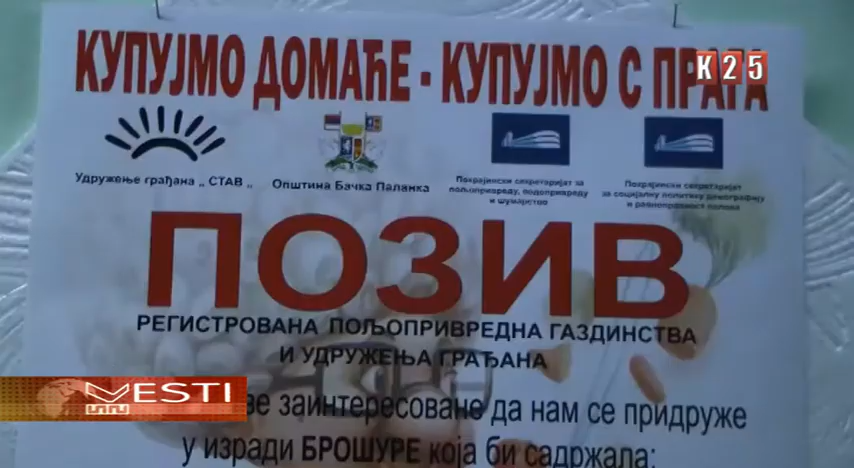 КУПУЈМО ДОМАЋЕ - КУПУЈМО С ПРАГА
K25
Удружење грађана „ СТАВ „
Општина Бачка Паланка
Покрајински секретаријат за
пољопривреду, водопривреду
и шумарство
Покрајински секретаријат
за социјалну политику демографију
и равноправност полова
ПОЗИВ
РЕГИСТРОВАНА ПОЉОПРИВРЕДНА ГАЗДИНСТВА
И УДРУЖЕЊА ГРАЂАНА
заинтересоване да нам се придруже
у изради БРОШУРЕ која би садржала:
VESTI